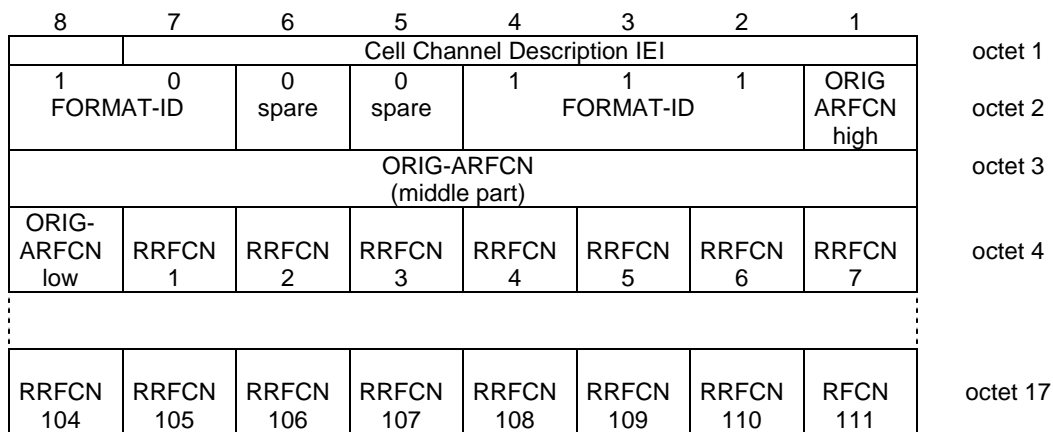 8 7 6 5 4 3 2 1
Cell Channel Description IEI octet 1
1 0 0 0 1 1 1 ORIG
FORMAT-ID spare spare FORMAT-ID ARFCN octet 2
high
ORIG-ARFCN octet 3
(middle part)
ORIG-
ARFCN RRFCN RRFCN RRFCN RRFCN RRFCN RRFCN RRFCN octet 4
low 1 2 3 4 5 6 7
RRFCN RRFCN RRFCN RRFCN RRFCN RRFCN RRFCN RFCN octet 17
104 105 106 107 108 109 110 111